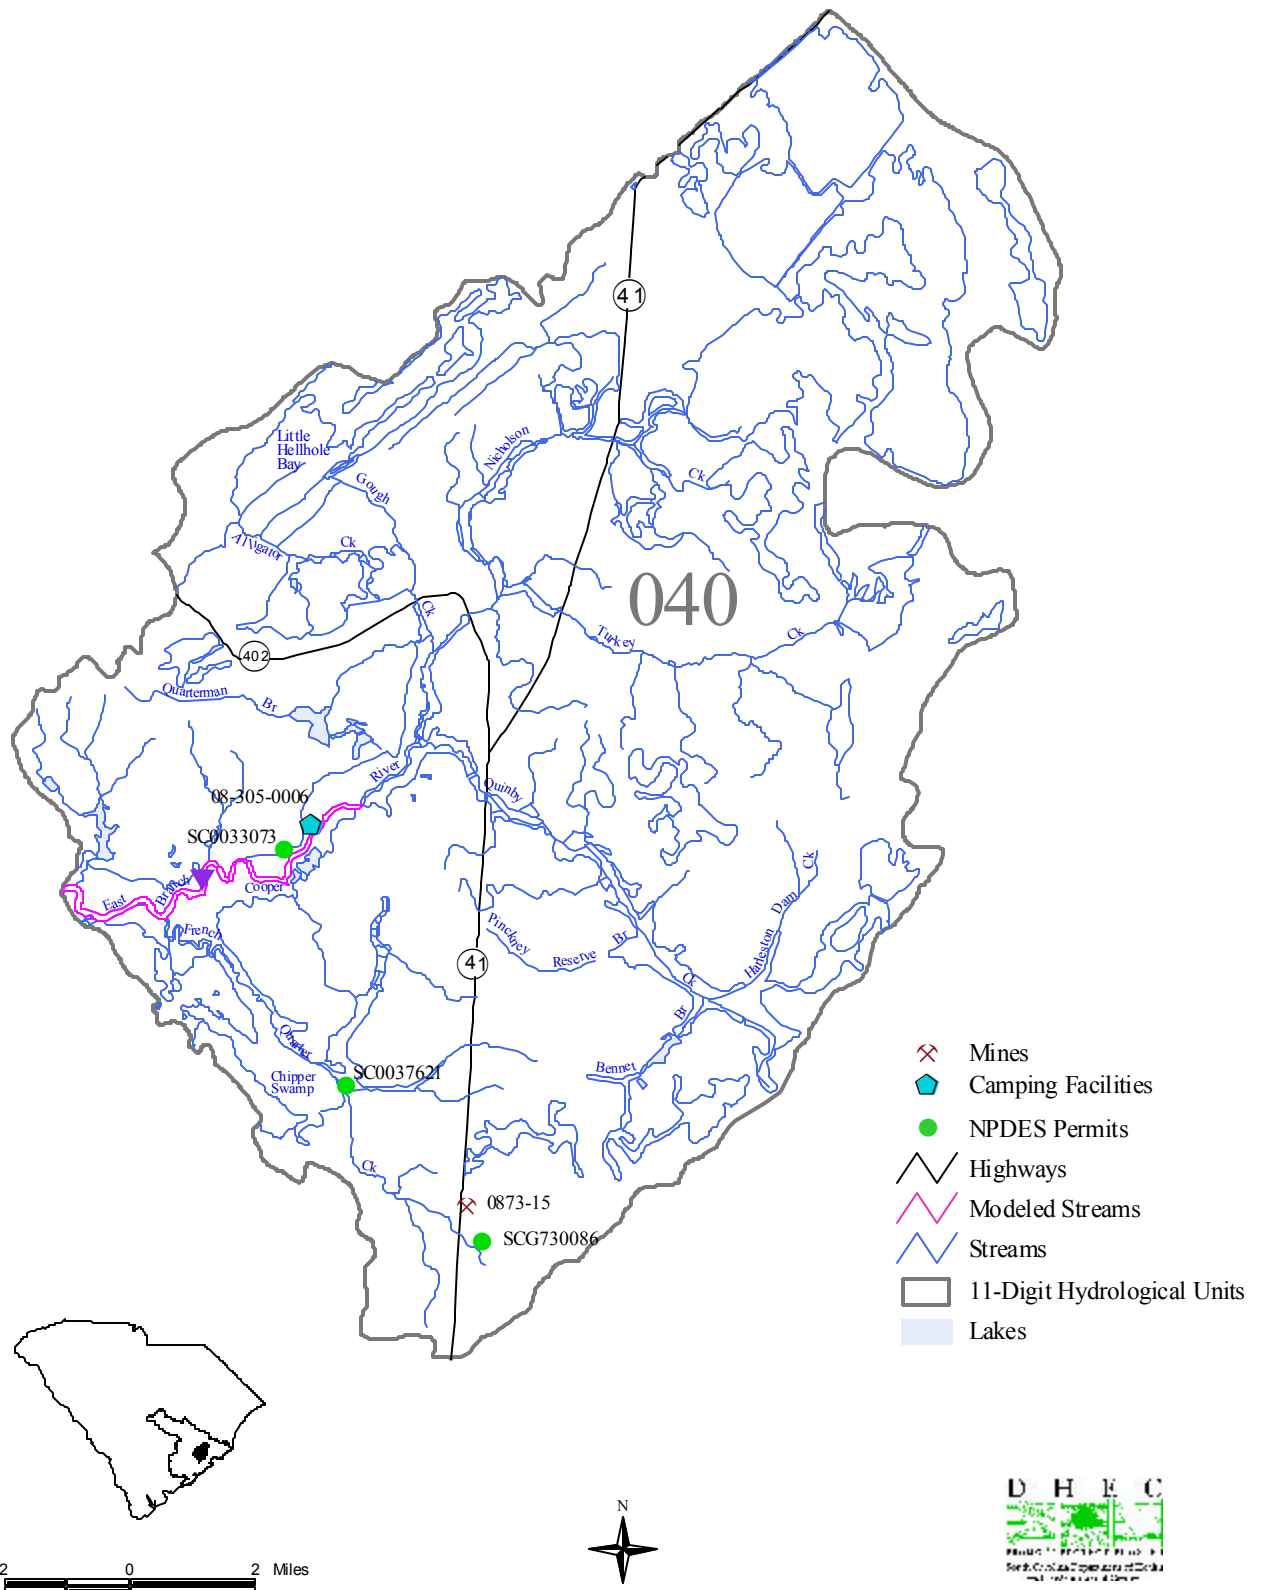 41
Little
Hellhole
Bay
Nicholson
Ck
Gough
Alligator
Ck
040
Ck
Turkey
Ck
402
Quarterman
Br
River
Quinby
08-305-0006
SC0033073
Ck
Branch
Cooper
East
Dam
French
Pinckney
Br
Harleston
Reserve
41
Ck
Br
Quarter
Chipper
Swamp
SC0037621
Bennet
Mines
Camping Facilities
NPDES Permits
Ck
Highways
0873-15
Modeled Streams
SCG730086
Streams
11-Digit Hydrological Units
Lakes
D H E C
N
2 0 2 Miles